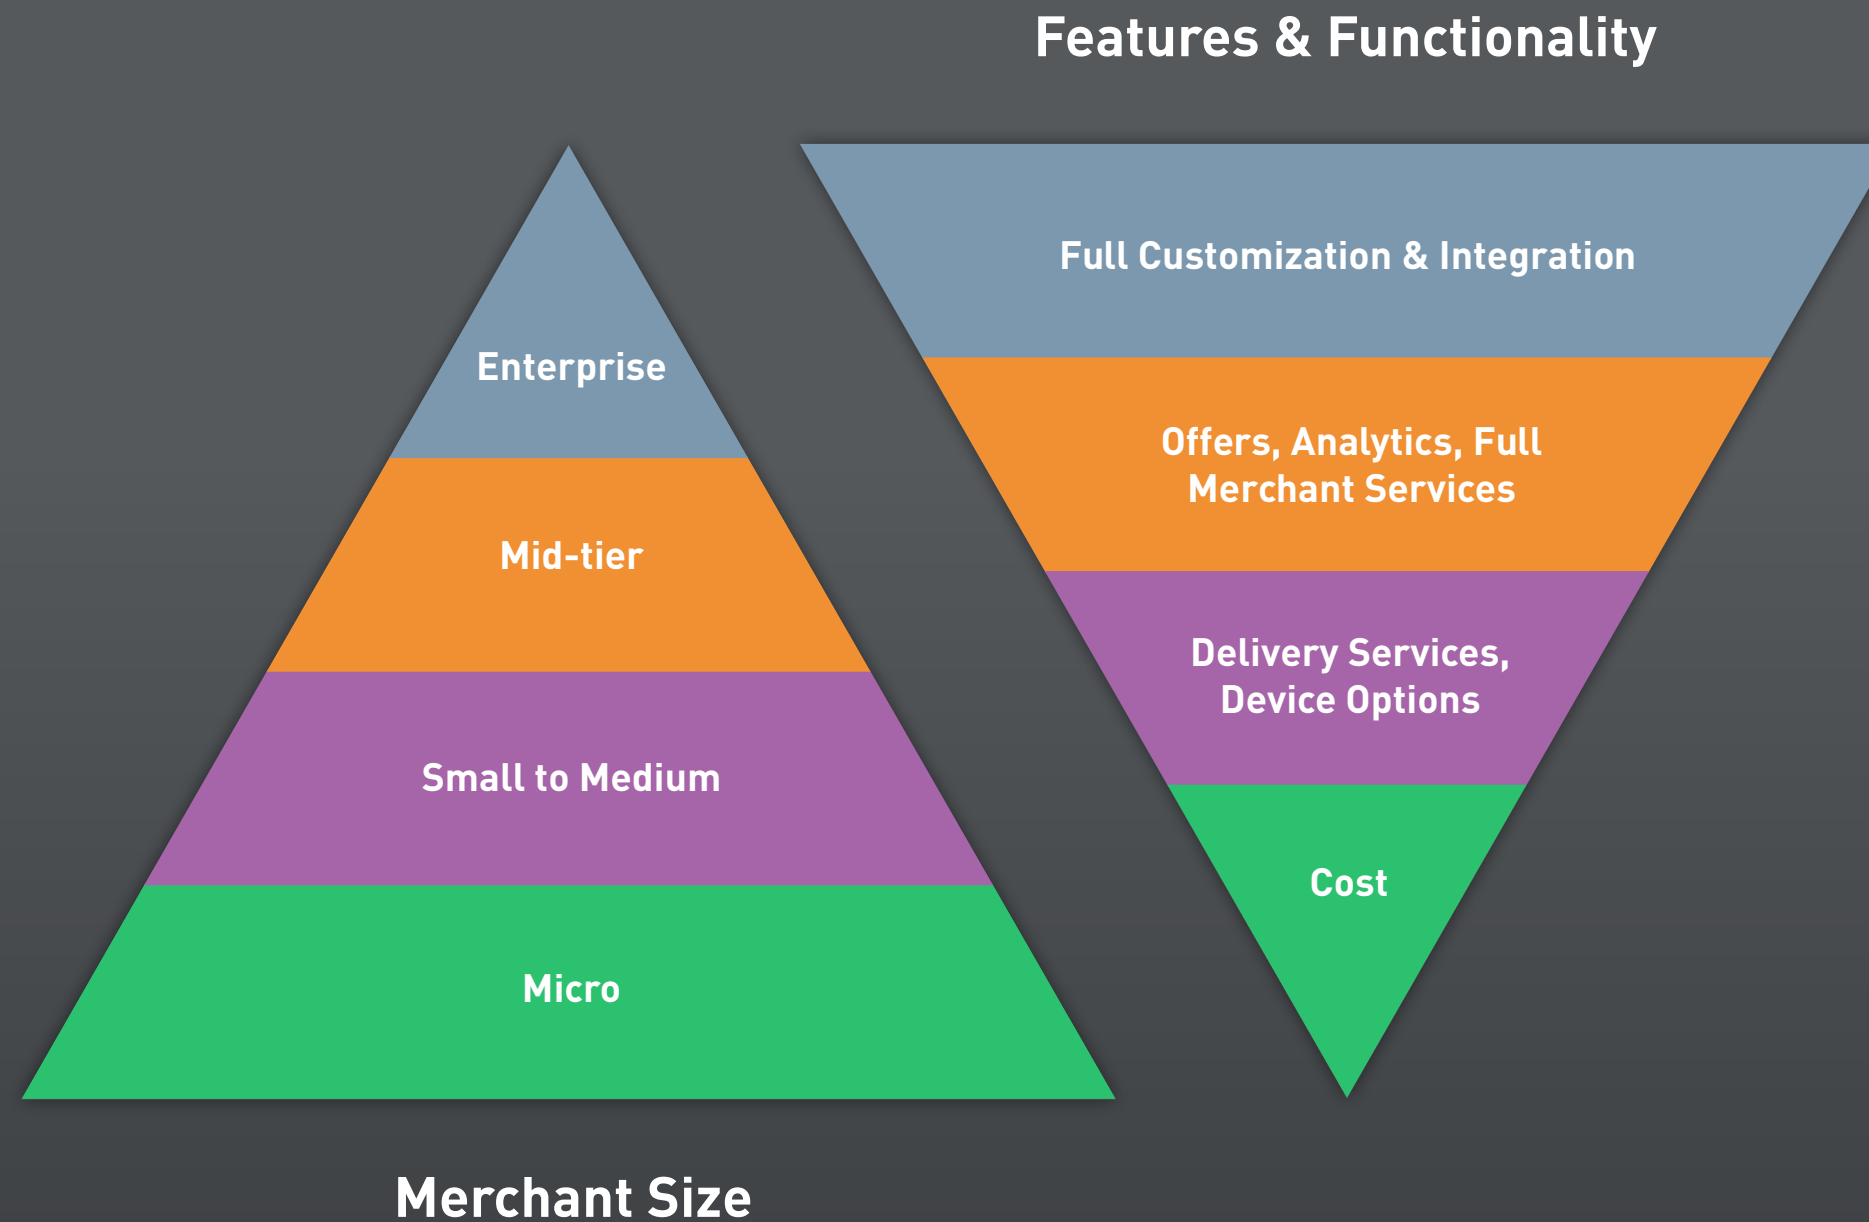 Features & Functionality
Enterprise
Mid-tier
Small to Medium
Micro
Merchant Size
Full Customization & Integration
Offers, Analytics, Full
Merchant Services
Delivery Services,
Device Options
Cost